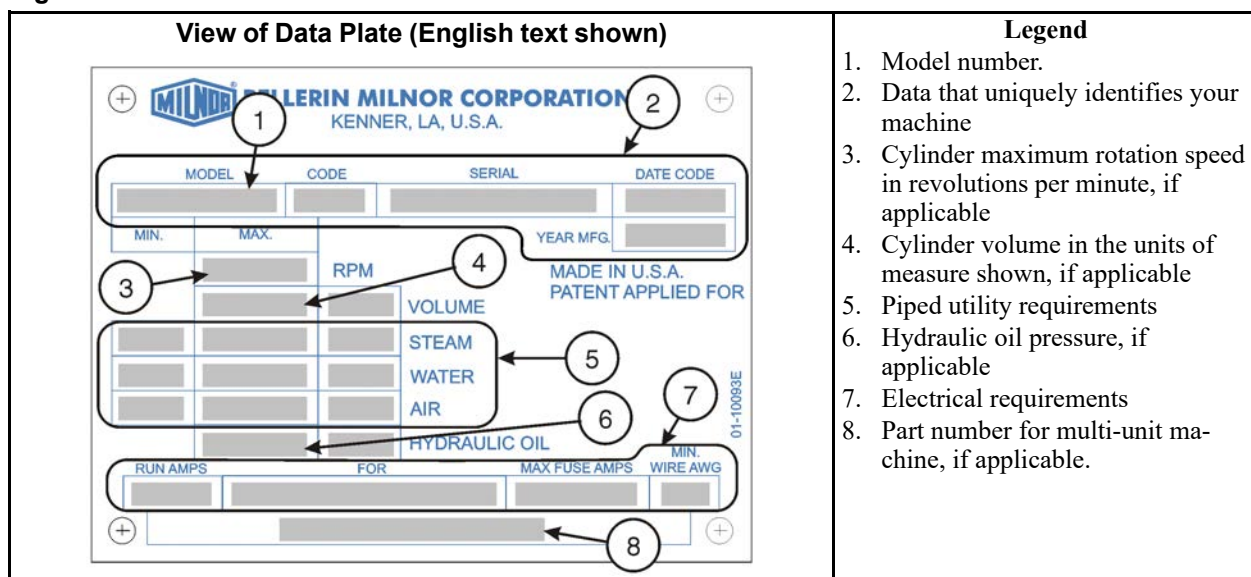 View of Data Plate (English text shown)
MILNOR®
PELLERIN MILNOR CORPORATION
KENNER, LA, U.S.A.
1
2
MODEL CODE SERIAL DATE CODE
MIN. MAX. YEAR MFG.
3
RPM
4
MADE IN U.S.A.
PATENT APPLIED FOR
VOLUME
STEAM
WATER
AIR
5
HYDRAULIC OIL
6
7
01-10093E
RUN AMPS FOR MAX FUSE AMPS MIN.
WIRE AWG
8
Legend
1. Model number.
2. Data that uniquely identifies your
machine
3. Cylinder maximum rotation speed
in revolutions per minute, if
applicable
4. Cylinder volume in the units of
measure shown, if applicable
5. Piped utility requirements
6. Hydraulic oil pressure, if
applicable
7. Electrical requirements
8. Part number for multi-unit ma-
chine, if applicable.